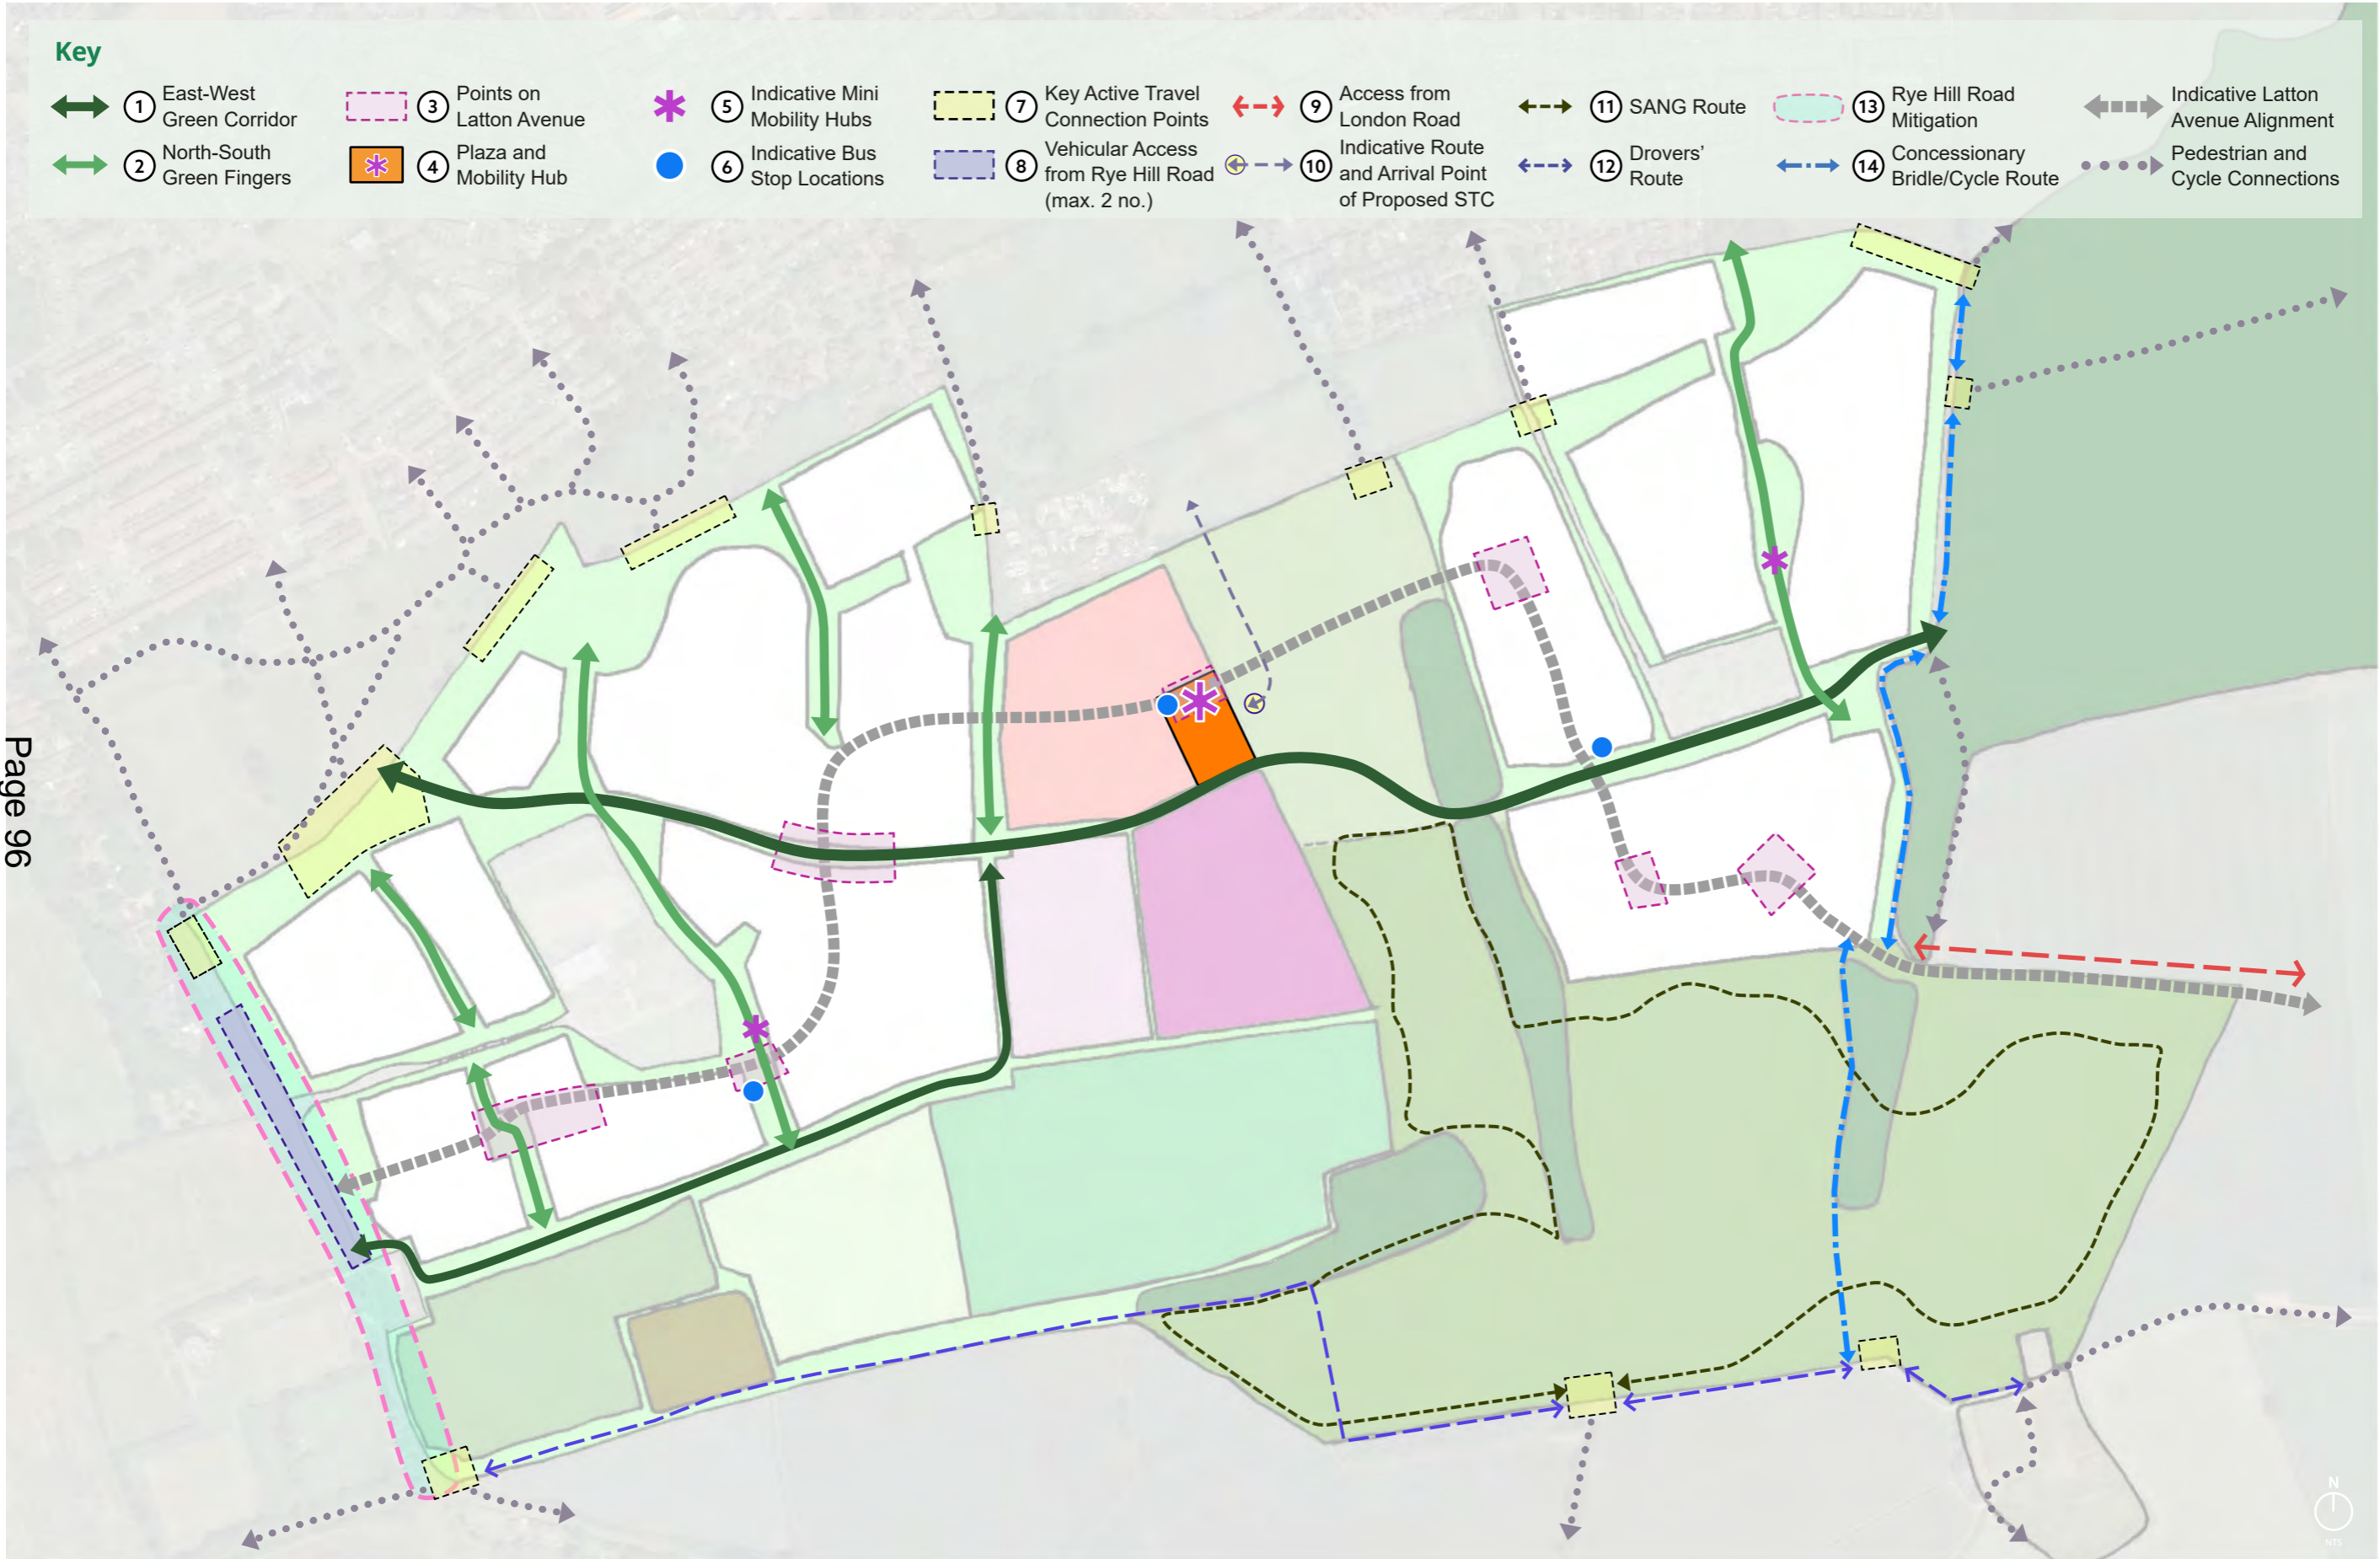 Key
1 East-West
Green Corridor
2 North-South
Green Fingers
3 Points on
Latton Avenue
4 Plaza and
Mobility Hub
5 Indicative Mini
Mobility Hubs
6 Indicative Bus
Stop Locations
7 Key Active Travel
Connection Points
8 Vehicular Access
from Rye Hill Road
(max. 2 no.)
9 Access from
London Road
10 Indicative Route
and Arrival Point
of Proposed STC
11 SANG Route
12 Drovers’
Route
13 Rye Hill Road
Mitigation
14 Concessionary
Bridle/Cycle Route
Indicative Latton
Avenue Alignment
Pedestrian and
Cycle Connections
Page 96
N
NTS